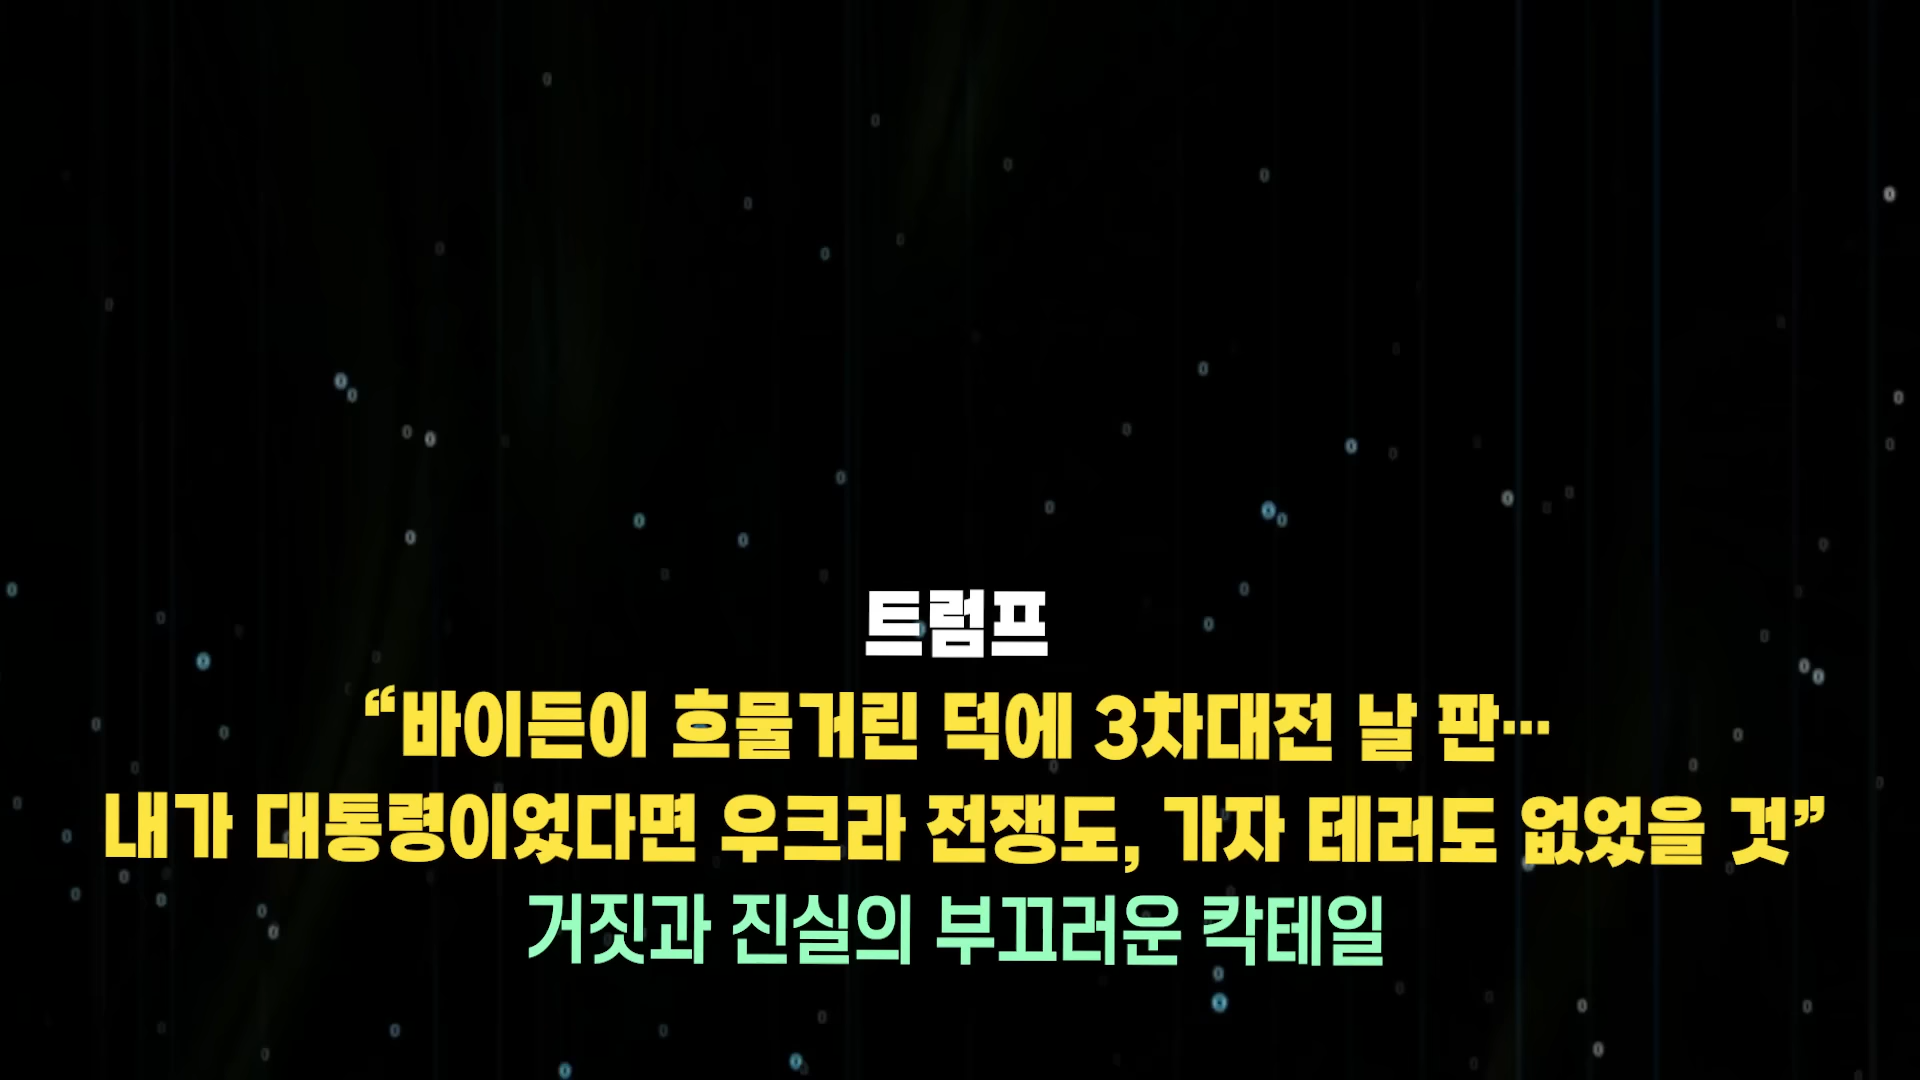 트럼프
“바이든이 흐물거린 덕에 3차대전 날 판…
내가 대통령이었다면 우크라 전쟁도, 가자 테러도 없었을 것”
거짓과 진실의 부끄러운 칵테일